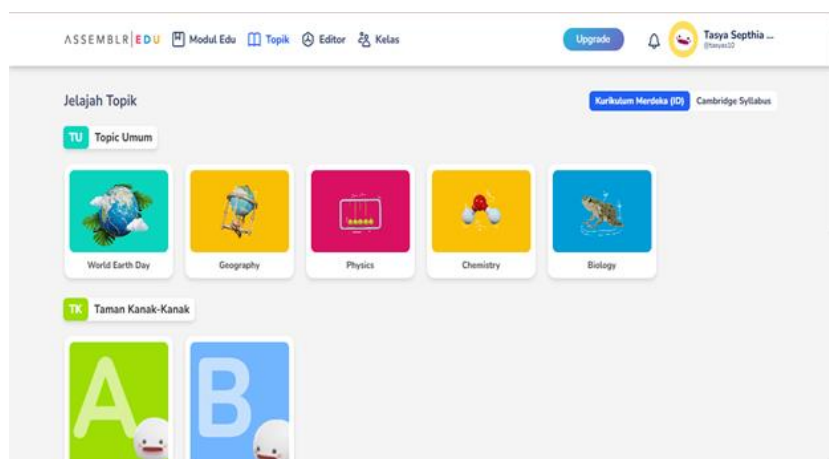 ASSEMBLR EDU Modul Edu Topik Editor Kelas Upgrade Tasya Septhia ...
@tasyas10
Jelajah Topik Kurikulum Merdeka (ID) Cambridge Syllabus
TU Topic Umum
World Earth Day Geography Physics Chemistry Biology
TK Taman Kanak-Kanak
A B